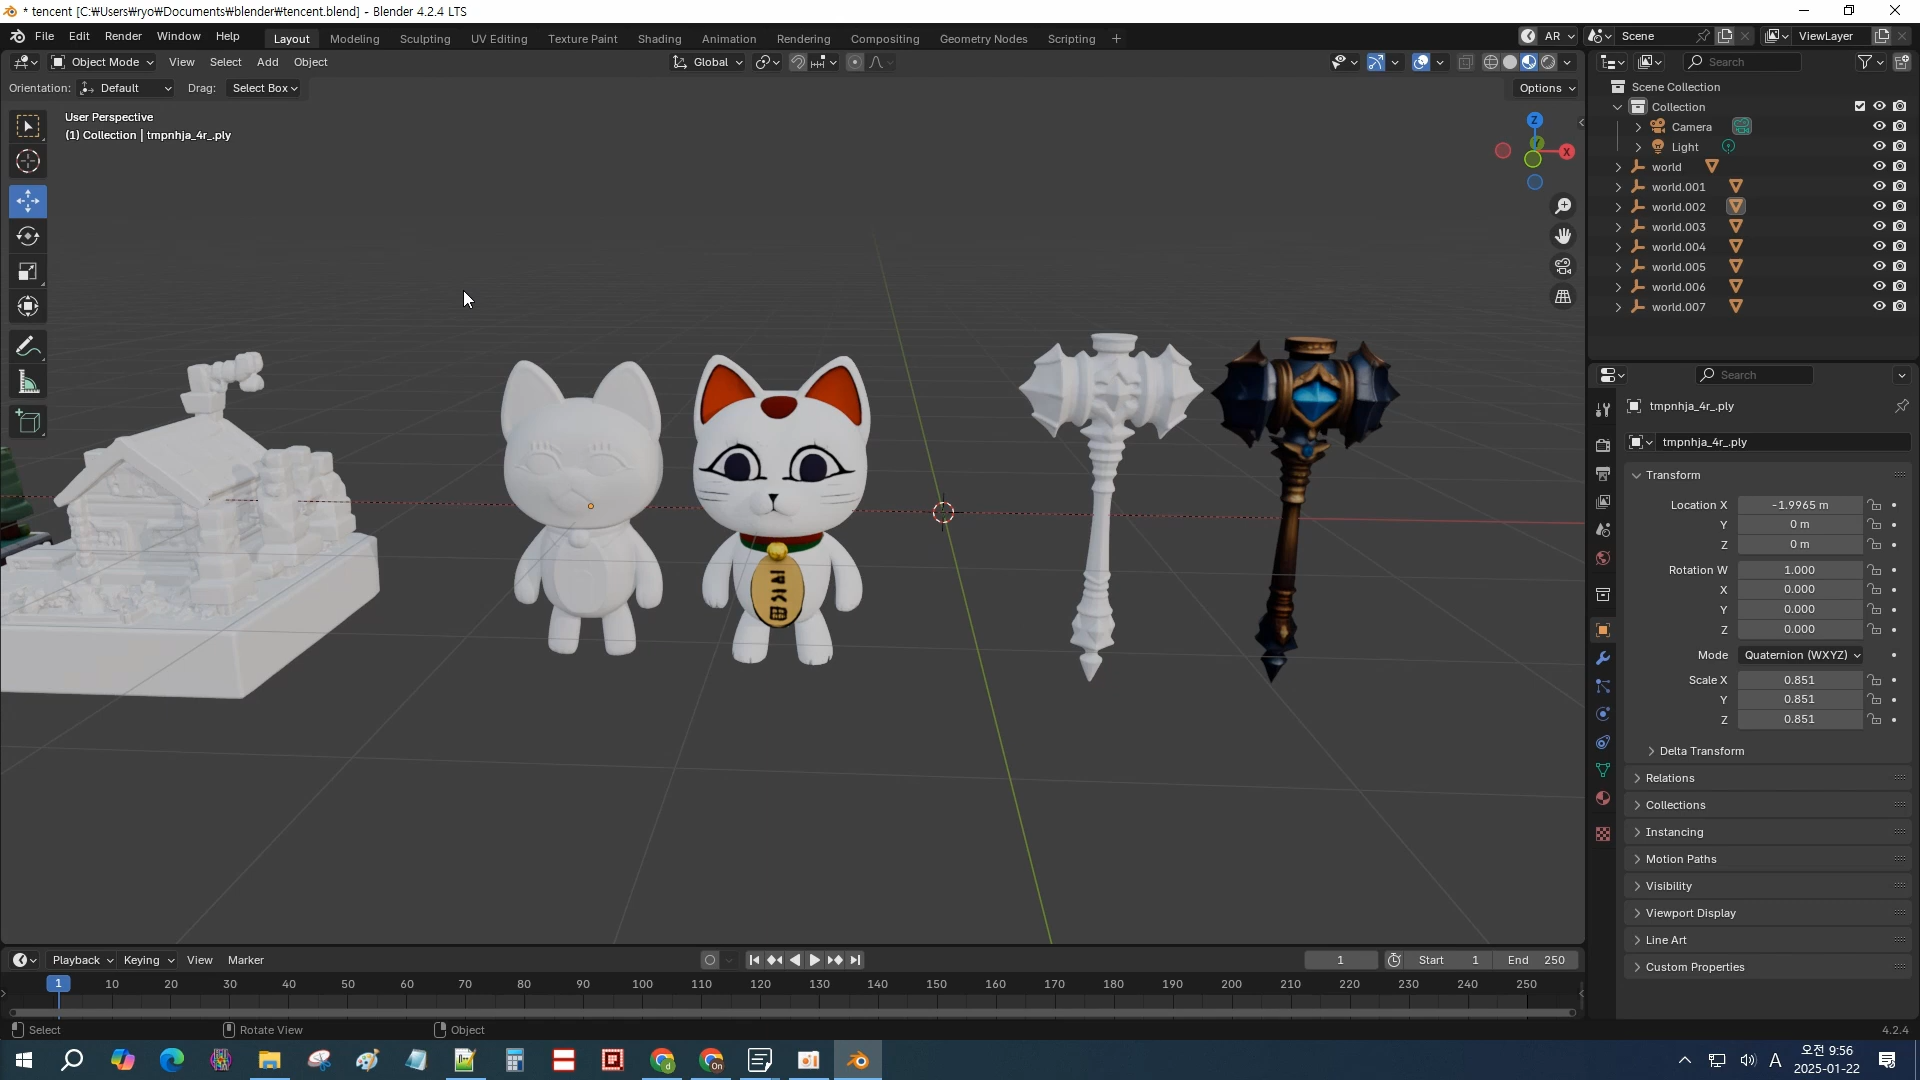 * tencent [C:\Users\ryo\Documents\blender\tencent.blend] - Blender 4.2.4 LTS
File Edit Render Window Help Layout Modeling Sculpting UV Editing Texture Paint Shading Animation Rendering Compositing Geometry Nodes Scripting + AR Scene ViewLayer
Object Mode View Select Add Object Global Search
Orientation: Default Drag: Select Box Options
User Perspective
(1) Collection | tmpnhja_4r_.ply
Z
X
Scene Collection
Collection
Camera
Light
world
world.001
world.002
world.003
world.004
world.005
world.006
world.007
Search
tmpnhja_4r_.ply
tmpnhja_4r_.ply
Transform
Location X -1.9965 m
Y 0 m
Z 0 m
Rotation W 1.000
X 0.000
Y 0.000
Z 0.000
Mode Quaternion (WXYZ)
Scale X 0.851
Y 0.851
Z 0.851
Delta Transform
Relations
Collections
Instancing
Motion Paths
Visibility
Viewport Display
Line Art
Custom Properties
Playback Keying View Marker 1 Start 1 End 250
1 10 20 30 40 50 60 70 80 90 100 110 120 130 140 150 160 170 180 190 200 210 220 230 240 250
Select Rotate View Object 4.2.4
A 오전 9:56
2025-01-22